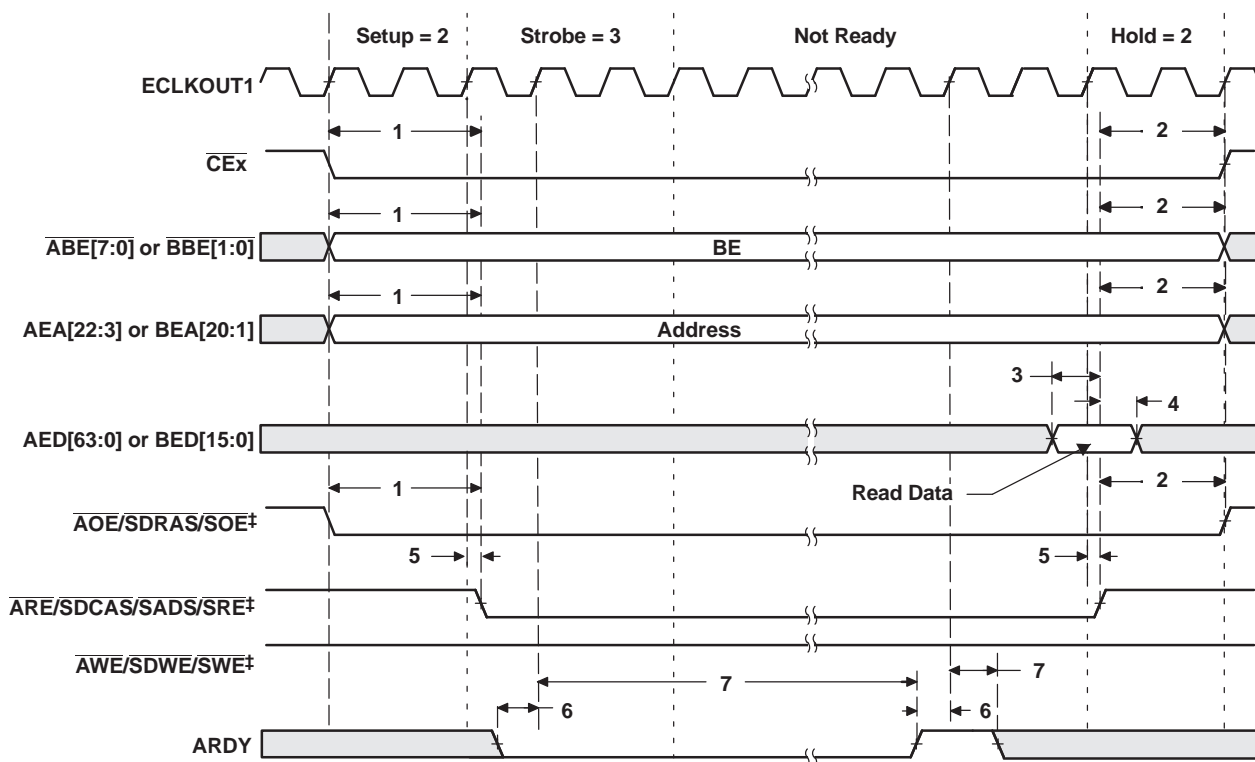 Setup = 2 Strobe = 3 Not Ready Hold = 2
ECLKOUT1
1 2
CEx
1 2
ABE[7:0] or BBE[1:0] BE
1 2
AEA[22:3] or BEA[20:1] Address
3
4
AED[63:0] or BED[15:0]
1 Read Data 2
AOE/SDRAS/SOE‡
5 5
ARE/SDCAS/SADS/SRE‡
AWE/SDWE/SWE‡
7 7
6 6
ARDY